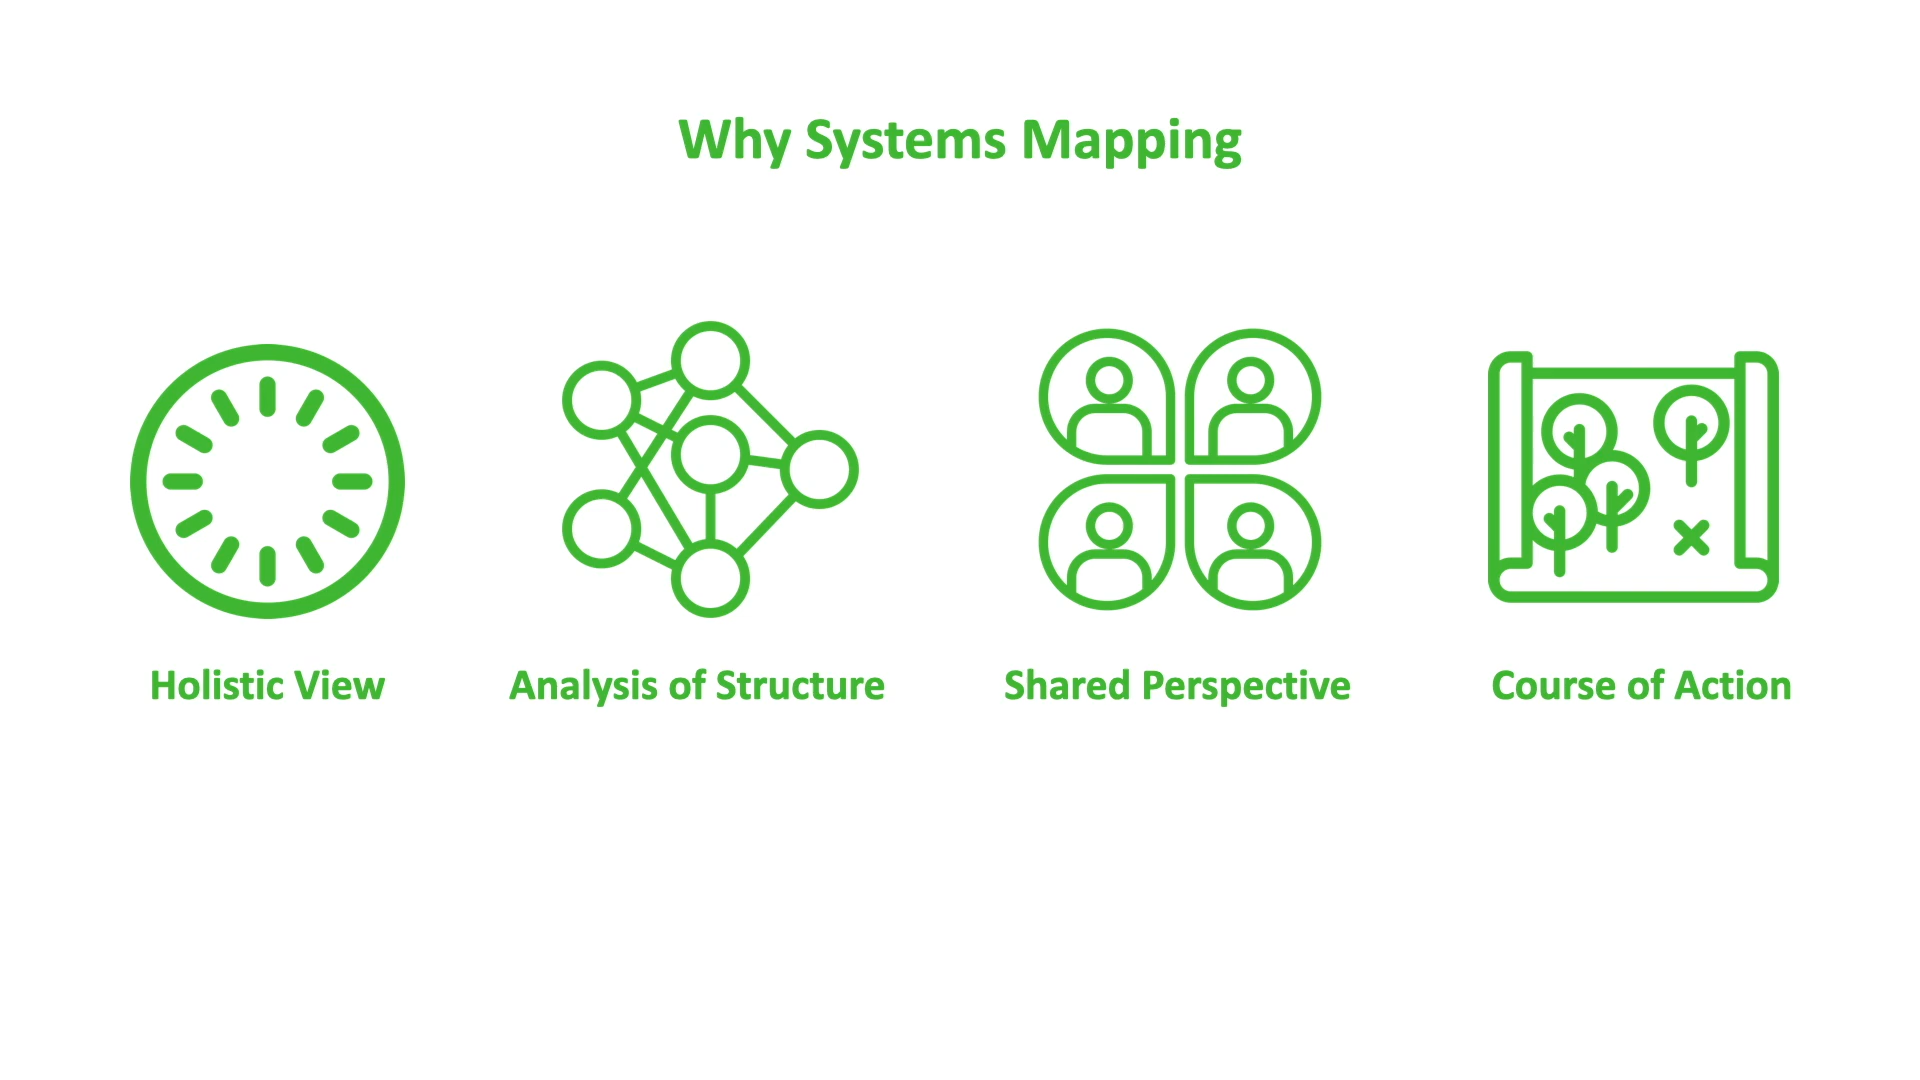 Why Systems Mapping
Holistic View
Analysis of Structure
Shared Perspective
Course of Action